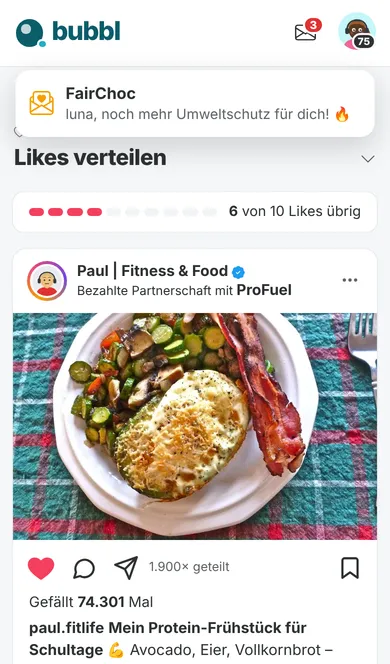 bubbl
3
75
FairChoc
luna, noch mehr Umweltschutz für dich! 🔥
Likes verteilen
6 von 10 Likes übrig
Paul | Fitness & Food
Bezahlte Partnerschaft mit ProFuel
1.900× geteilt
Gefällt 74.301 Mal
paul.fitlife Mein Protein-Frühstück für
Schultage 💪 Avocado, Eier, Vollkornbrot –